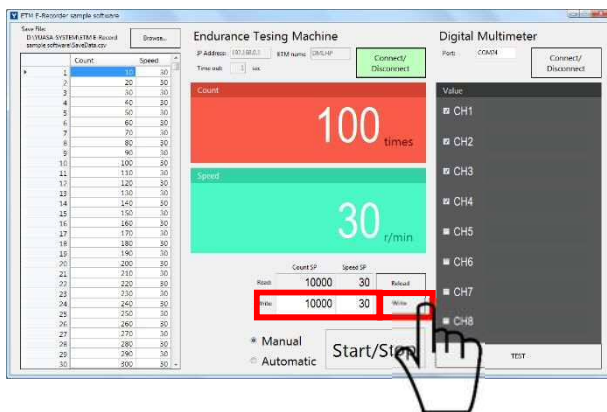 ETM E-Recorder sample software
Save File:
D:\YUASA-SYSTEM\ETM E-Record
sample software\SaveData.csv
Browse...
Count Speed
1 10 30
2 20 30
3 30 30
4 40 30
5 50 30
6 60 30
7 70 30
8 80 30
9 90 30
10 100 30
11 110 30
12 120 30
13 130 30
14 140 30
15 150 30
16 160 30
17 170 30
18 180 30
19 190 30
20 200 30
21 210 30
22 220 30
23 230 30
24 240 30
25 250 30
26 260 30
27 270 30
28 280 30
29 290 30
30 300 30
Endurance Tesing Machine
IP Address: ETM name: DMLHP
Time out: 1 sec
Connect/
Disconnect
Count
100 times
Speed
30 r/min
Count SP Speed SP
Read: 10000 30 Reload
Write: 10000 30 Write
Manual
Automatic
Start/Stop
Digital Multimeter
Port: COM24
Connect/
Disconnect
Value
CH1
CH2
CH3
CH4
CH5
CH6
CH7
CH8
TEST